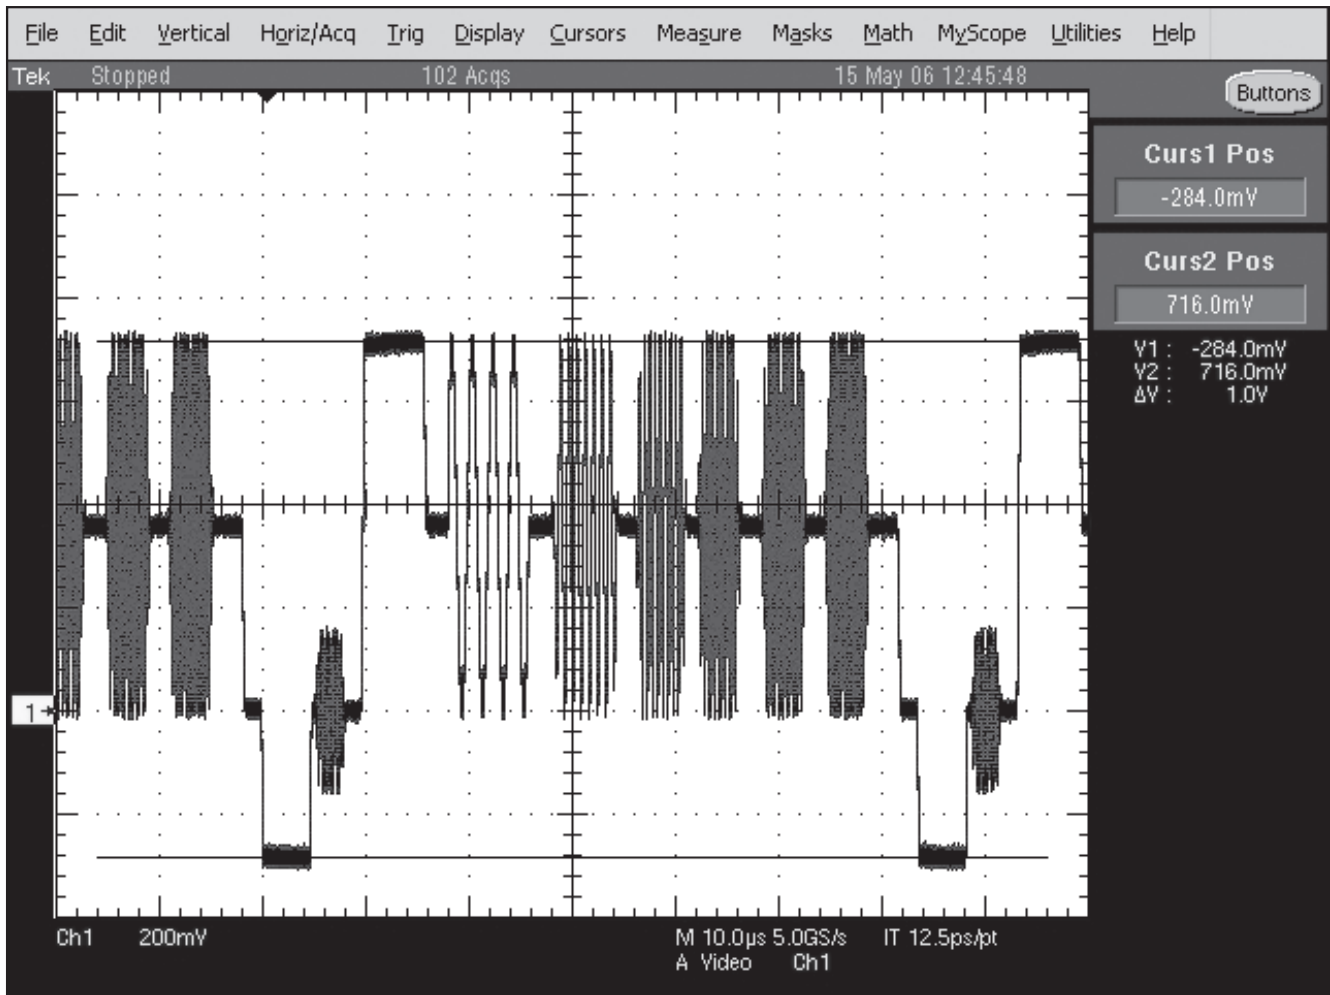 File Edit Vertical Horiz/Acq Trig Display Cursors Measure Masks Math MyScope Utilities Help
Tek Stopped 102 Acqs 15 May 06 12:45:48
Buttons
Curs1 Pos
-284.0mV
Curs2 Pos
716.0mV
V1 : -284.0mV
V2 : 716.0mV
ΔV : 1.0V
1
Ch1 200mV M 10.0µs 5.0GS/s IT 12.5ps/pt
A Video Ch1